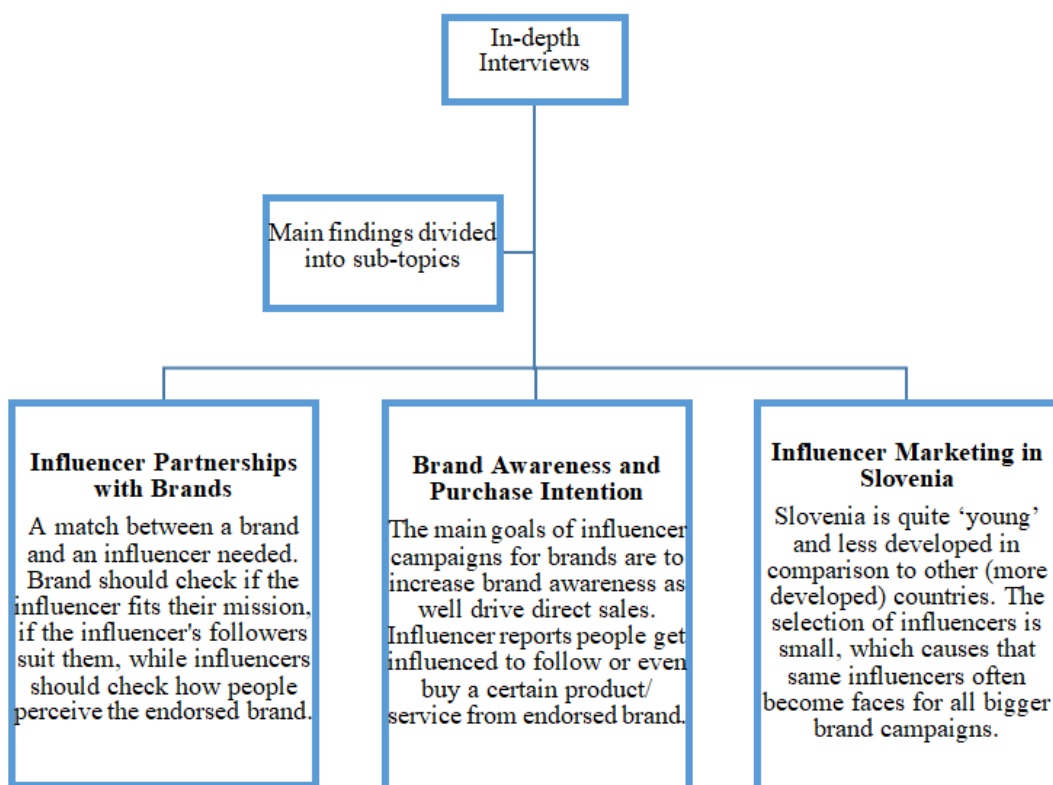 In-depth
Interviews
Main findings divided
into sub-topics
Influencer Partnerships
with Brands
A match between a brand
and an influencer needed.
Brand should check if the
influencer fits their mission,
if the influencer's followers
suit them, while influencers
should check how people
perceive the endorsed brand.
Brand Awareness and
Purchase Intention
The main goals of influencer
campaigns for brands are to
increase brand awareness as
well drive direct sales.
Influencer reports people get
influenced to follow or even
buy a certain product/
service from endorsed brand.
Influencer Marketing in
Slovenia
Slovenia is quite ‘young’
and less developed in
comparison to other (more
developed) countries. The
selection of influencers is
small, which causes that
same influencers often
become faces for all bigger
brand campaigns.